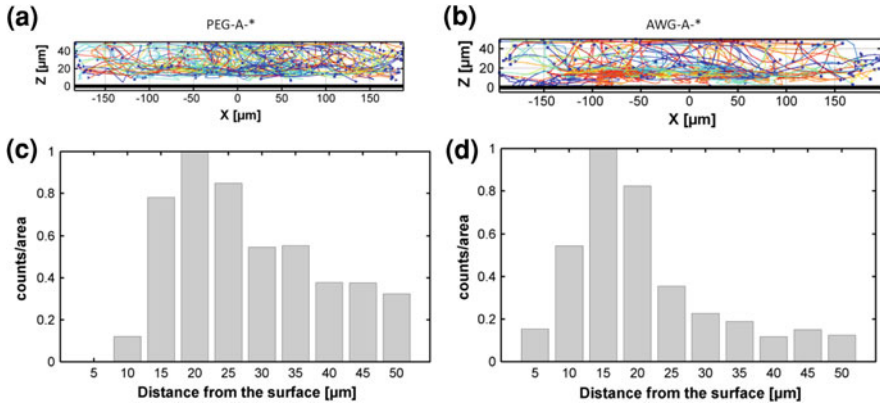 (a)
PEG-A-*
Z [µm]
40
20
0
-150 -100 -50 0 50 100 150
X [µm]
(b)
AWG-A-*
Z [µm]
40
20
0
-150 -100 -50 0 50 100 150
X [µm]
(c)
counts/area
1
0.8
0.6
0.4
0.2
0
5 10 15 20 25 30 35 40 45 50
Distance from the surface [µm]
(d)
counts/area
1
0.8
0.6
0.4
0.2
0
5 10 15 20 25 30 35 40 45 50
Distance from the surface [µm]